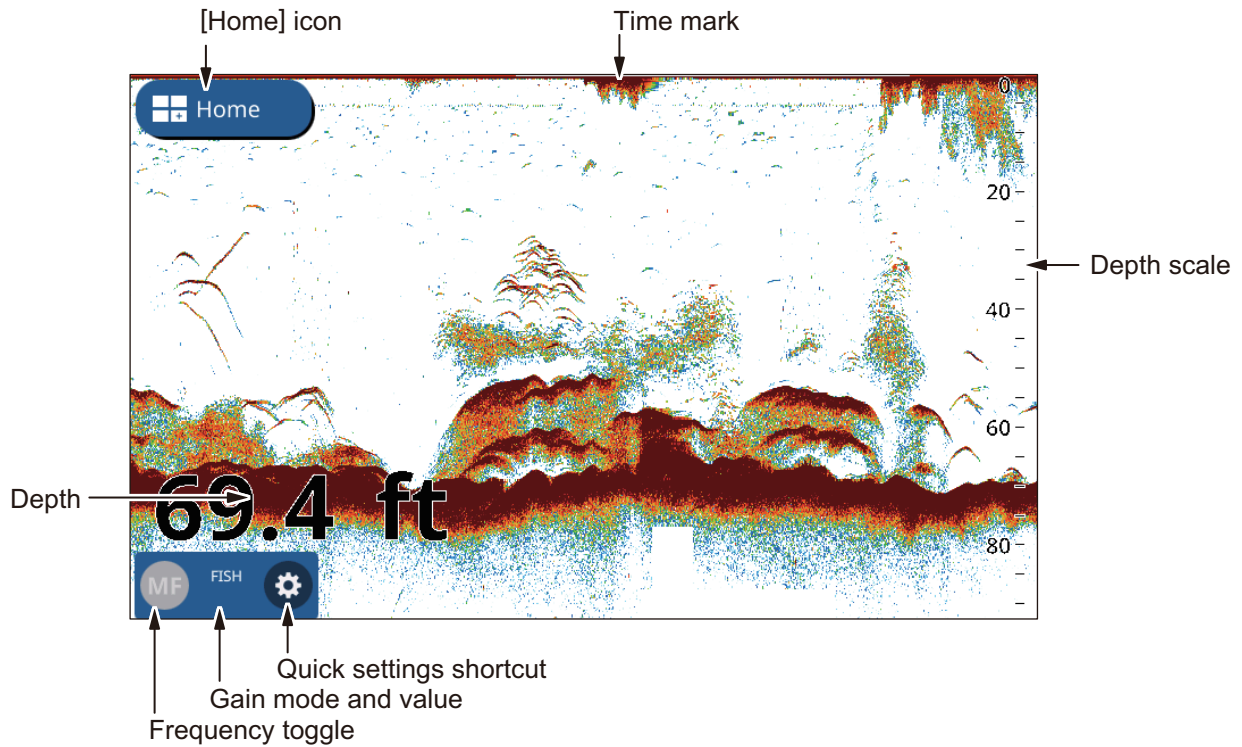 [Home] icon
Time mark
Home
0
20
Depth scale
40
60
Depth
69.4 ft
80
MF
FISH
Quick settings shortcut
Gain mode and value
Frequency toggle